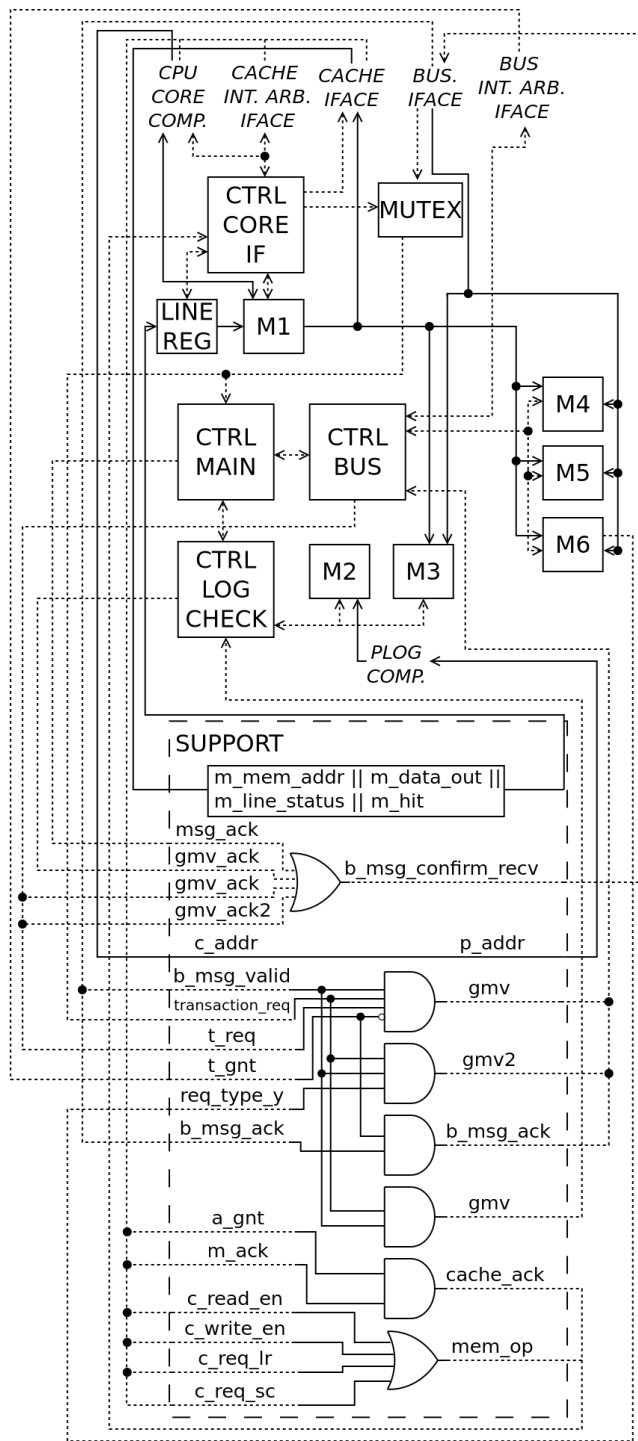 CPU
CORE
COMP.
CACHE
INT. ARB.
IFACE
CACHE
IFACE
BUS.
IFACE
BUS
INT. ARB.
IFACE
CTRL
CORE
IF
MUTEX
LINE
REG
M1
M4
CTRL
MAIN
CTRL
BUS
M5
M6
CTRL
LOG
CHECK
M2
M3
PLOG
COMP.
SUPPORT
m_mem_addr || m_data_out ||
m_line_status || m_hit
msg_ack
gmv_ack
gmv_ack
gmv_ack2
b_msg_confirm_recv
c_addr
p_addr
b_msg_valid
transaction_req
t_req
t_gnt
gmv
req_type_y
gmv2
b_msg_ack
b_msg_ack
gmv
a_gnt
m_ack
cache_ack
c_read_en
c_write_en
c_req_lr
c_req_sc
mem_op